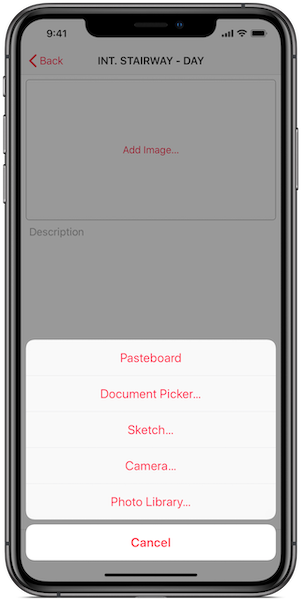 9:41
Back
INT. STAIRWAY - DAY
Add Image...
Description
Pasteboard
Document Picker...
Sketch...
Camera...
Photo Library...
Cancel